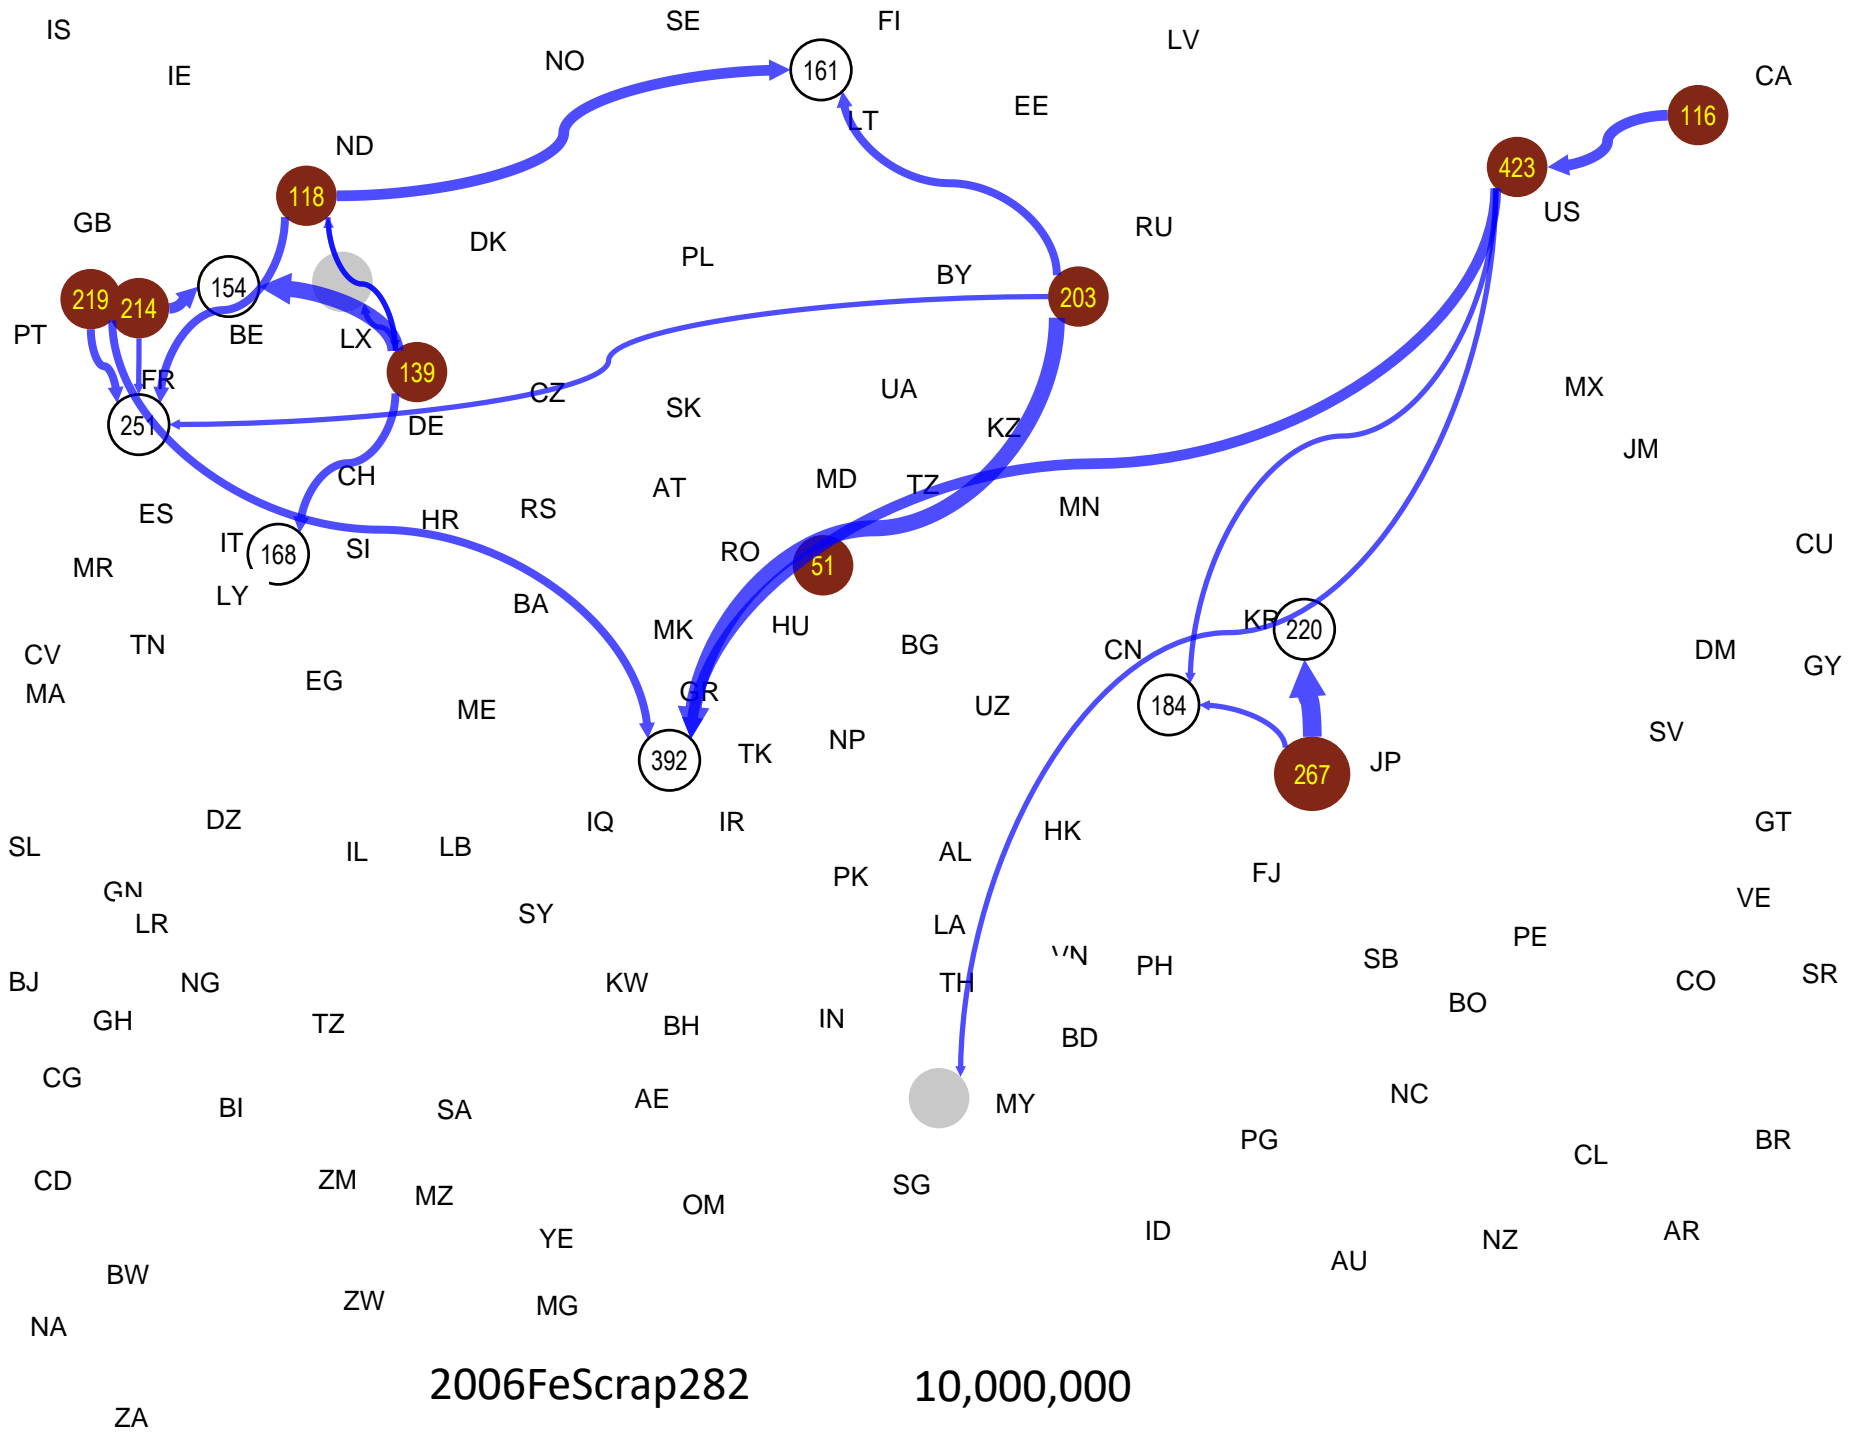 IS
SE
FI
LV
NO
IE
161
CA
EE
116
LT
ND
423
118
US
GB
RU
DK
PL
BY
154
219
214
203
PT
BE
LX
139
FR
CZ
UA
MX
SK
251
DE
KZ
JM
CH
MD
TZ
AT
ES
HR
RS
MN
IT
168
SI
RO
51
CU
MR
LY
BA
KR
220
MK
HU
TN
BG
CN
DM
CV
GY
EG
MA
GR
ME
UZ
184
SV
NP
TK
392
JP
267
DZ
IQ
IR
GT
HK
SL
IL
LB
AL
FJ
PK
GN
VE
LR
SY
LA
PE
VN
PH
SB
BJ
NG
KW
TH
CO
SR
BO
GH
TZ
BH
IN
BD
CG
NC
BI
SA
AE
MY
PG
BR
CL
CD
ZM
MZ
SG
OM
ID
AR
YE
NZ
AU
BW
ZW
MG
NA
2006FeScrap282
10,000,000
ZA